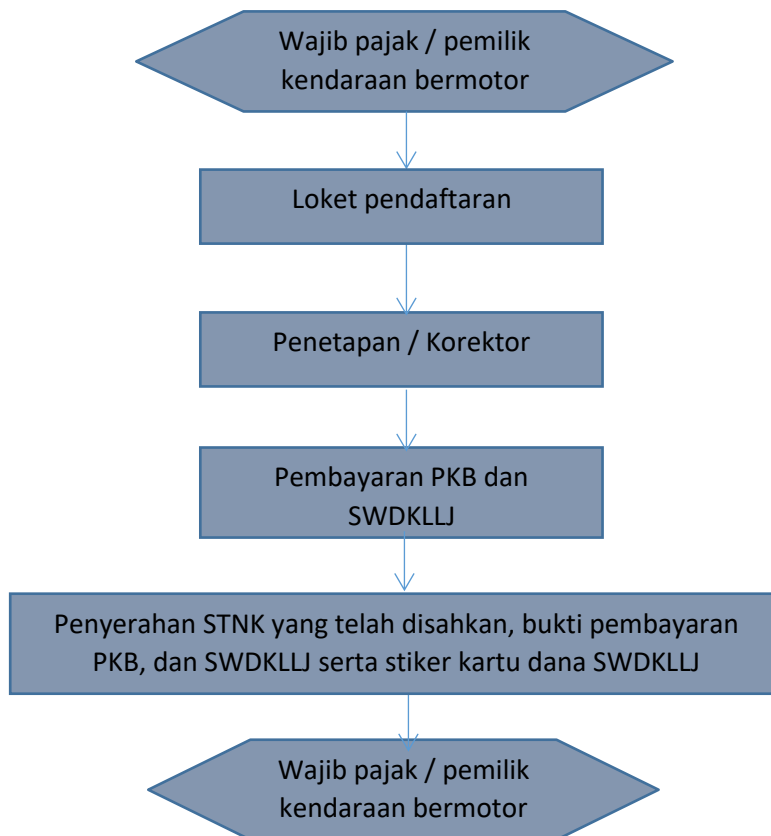 Wajib pajak / pemilik
kendaraan bermotor
Loket pendaftaran
Penetapan / Korektor
Pembayaran PKB dan
SWDKLLJ
Penyerahan STNK yang telah disahkan, bukti pembayaran
PKB, dan SWDKLLJ serta stiker kartu dana SWDKLLJ
Wajib pajak / pemilik
kendaraan bermotor